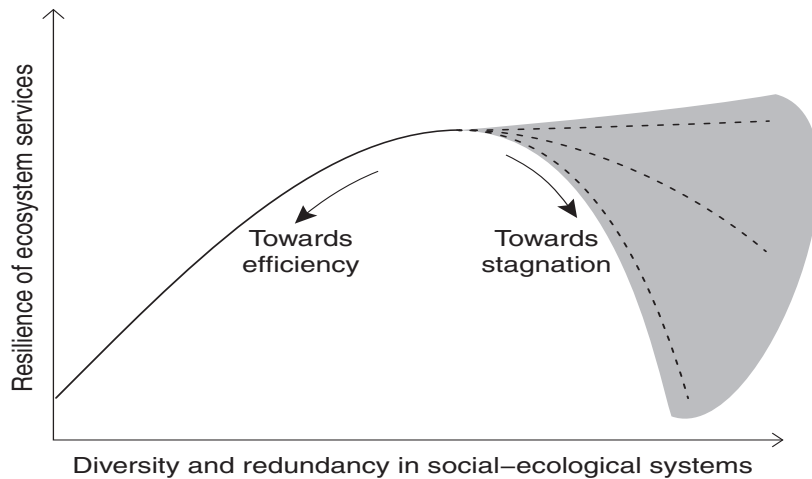 Resilience of ecosystem services
Towards
efficiency
Towards
stagnation
Diversity and redundancy in social–ecological systems